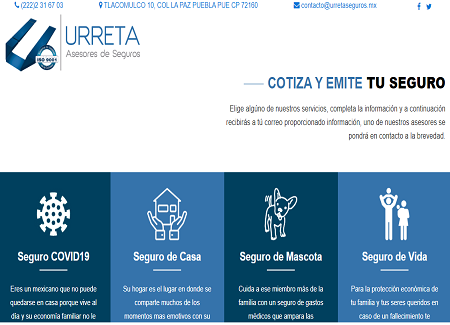 (222)2 31 67 03
TLACOMULCO 10, COL LA PAZ PUEBLA PUE CP 72160
contacto@urretaseguros.mx
URRETA
Asesores de Seguros
ISO 9001
COTIZA Y EMITE TU SEGURO
Elige algúno de nuestros servicios, completa la información y a continuación
recibirás a tú correo proporcionado información, uno de nuestros asesores se
pondrá en contacto a la brevedad.
Seguro COVID19
Eres un mexicano que no puede
quedarse en casa porque vive al
día y su economía familiar no le
Seguro de Casa
Su hogar es el lugar en donde se
comparte muchos de los
momentos mas emotivos con su
Seguro de Mascota
Cuida a ese miembro más de la
familia con un seguro de gastos
médicos que ampara las
Seguro de Vida
Para la protección económica de
tu familia y tus seres queridos en
caso de un fallecimiento te